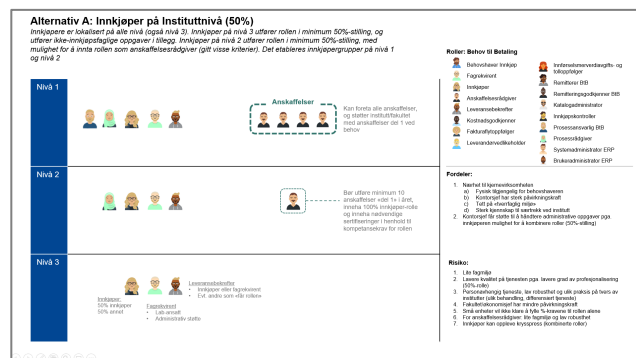 Alternativ A: Innkjøper på Instituttnivå (50%)
Innkjøpere er lokalisert på alle nivå (også nivå 3). Innkjøper på nivå 3 utfører rollen i minimum 50%-stilling, og
utfører ikke-innkjøpsfaglige oppgaver i tillegg. Innkjøper på nivå 2 utfører rollen i minimum 50%-stilling, med
mulighet for å innta rollen som anskaffelsesrådgiver (gitt visse kriterier). Det etableres innkjøpergrupper på nivå 1
og nivå 2
Nivå 1
Anskaffelser
Kan foreta alle anskaffelser,
og støtter institutt/fakultet
med anskaffelser del 1 ved
behov
Nivå 2
Bør utføre minimum 10
anskaffelser «del 1» i året,
inneha 100% innkjøper-rolle
og inneha nødvendige
sertifiseringer i henhold til
kompetansekrav for rollen
Nivå 3
Innkjøper:
50% innkjøper
50% annet
Fagrekvirent
• Lab ansatt
• Administrativ støtte
Leveransebekrefter
• Innkjøper eller fagrekvirent
• Evt. andre som «får rollen»
Roller: Behov til Betaling
Behovshaver Innkjøp
Fagrekvirent
Innkjøper
Anskaffelsesrådgiver
Leveransebekrefter
Kostnadsgodkjenner
Fakturaflytoppfølger
Leverandørvedlikeholder
Innførselsmerverdiavgifts- og
tolloppfølger
Remitterer BtB
Remitteringsgodkjenner BtB
Katalogadministrator
Innkjøpskontroller
Prosessansvarlig BtB
Prosessrådgiver
Systemadministrator ERP
Brukeradministrator ERP
Fordeler:
1. Nærhet til kjernevirksomheten
a) Fysisk tilgjengelig for behovshaveren
b) Kontorsjef har sterk påvirkningskraft
c) Tett på «tverrfaglig miljø»
d) Sterk kjennskap til særtrekk ved institutt
2. Kontorsjef får støtte til å håndtere administrative oppgaver pga.
innkjøperen mulighet for å kombinere roller (50%-stilling)
Risiko:
1. Lite fagmiljø
2. Lavere kvalitet på tjenesten pga. lavere grad av profesjonalisering
(50%-rolle)
3. Personavhengig tjeneste, lav robusthet og ulik praksis på tvers av
institutter (ulik behandling, differensiert tjeneste)
4. Fakultetsøkonomisjef har mindre påvirkningskraft
5. Små enheter vil ikke klare å fylle %-kravene til rollen alene
6. For anskaffelsesrådgivere: lite fagmiljø og lav robusthet
7. Innkjøper kan oppleve krysspress (kombinerte roller)